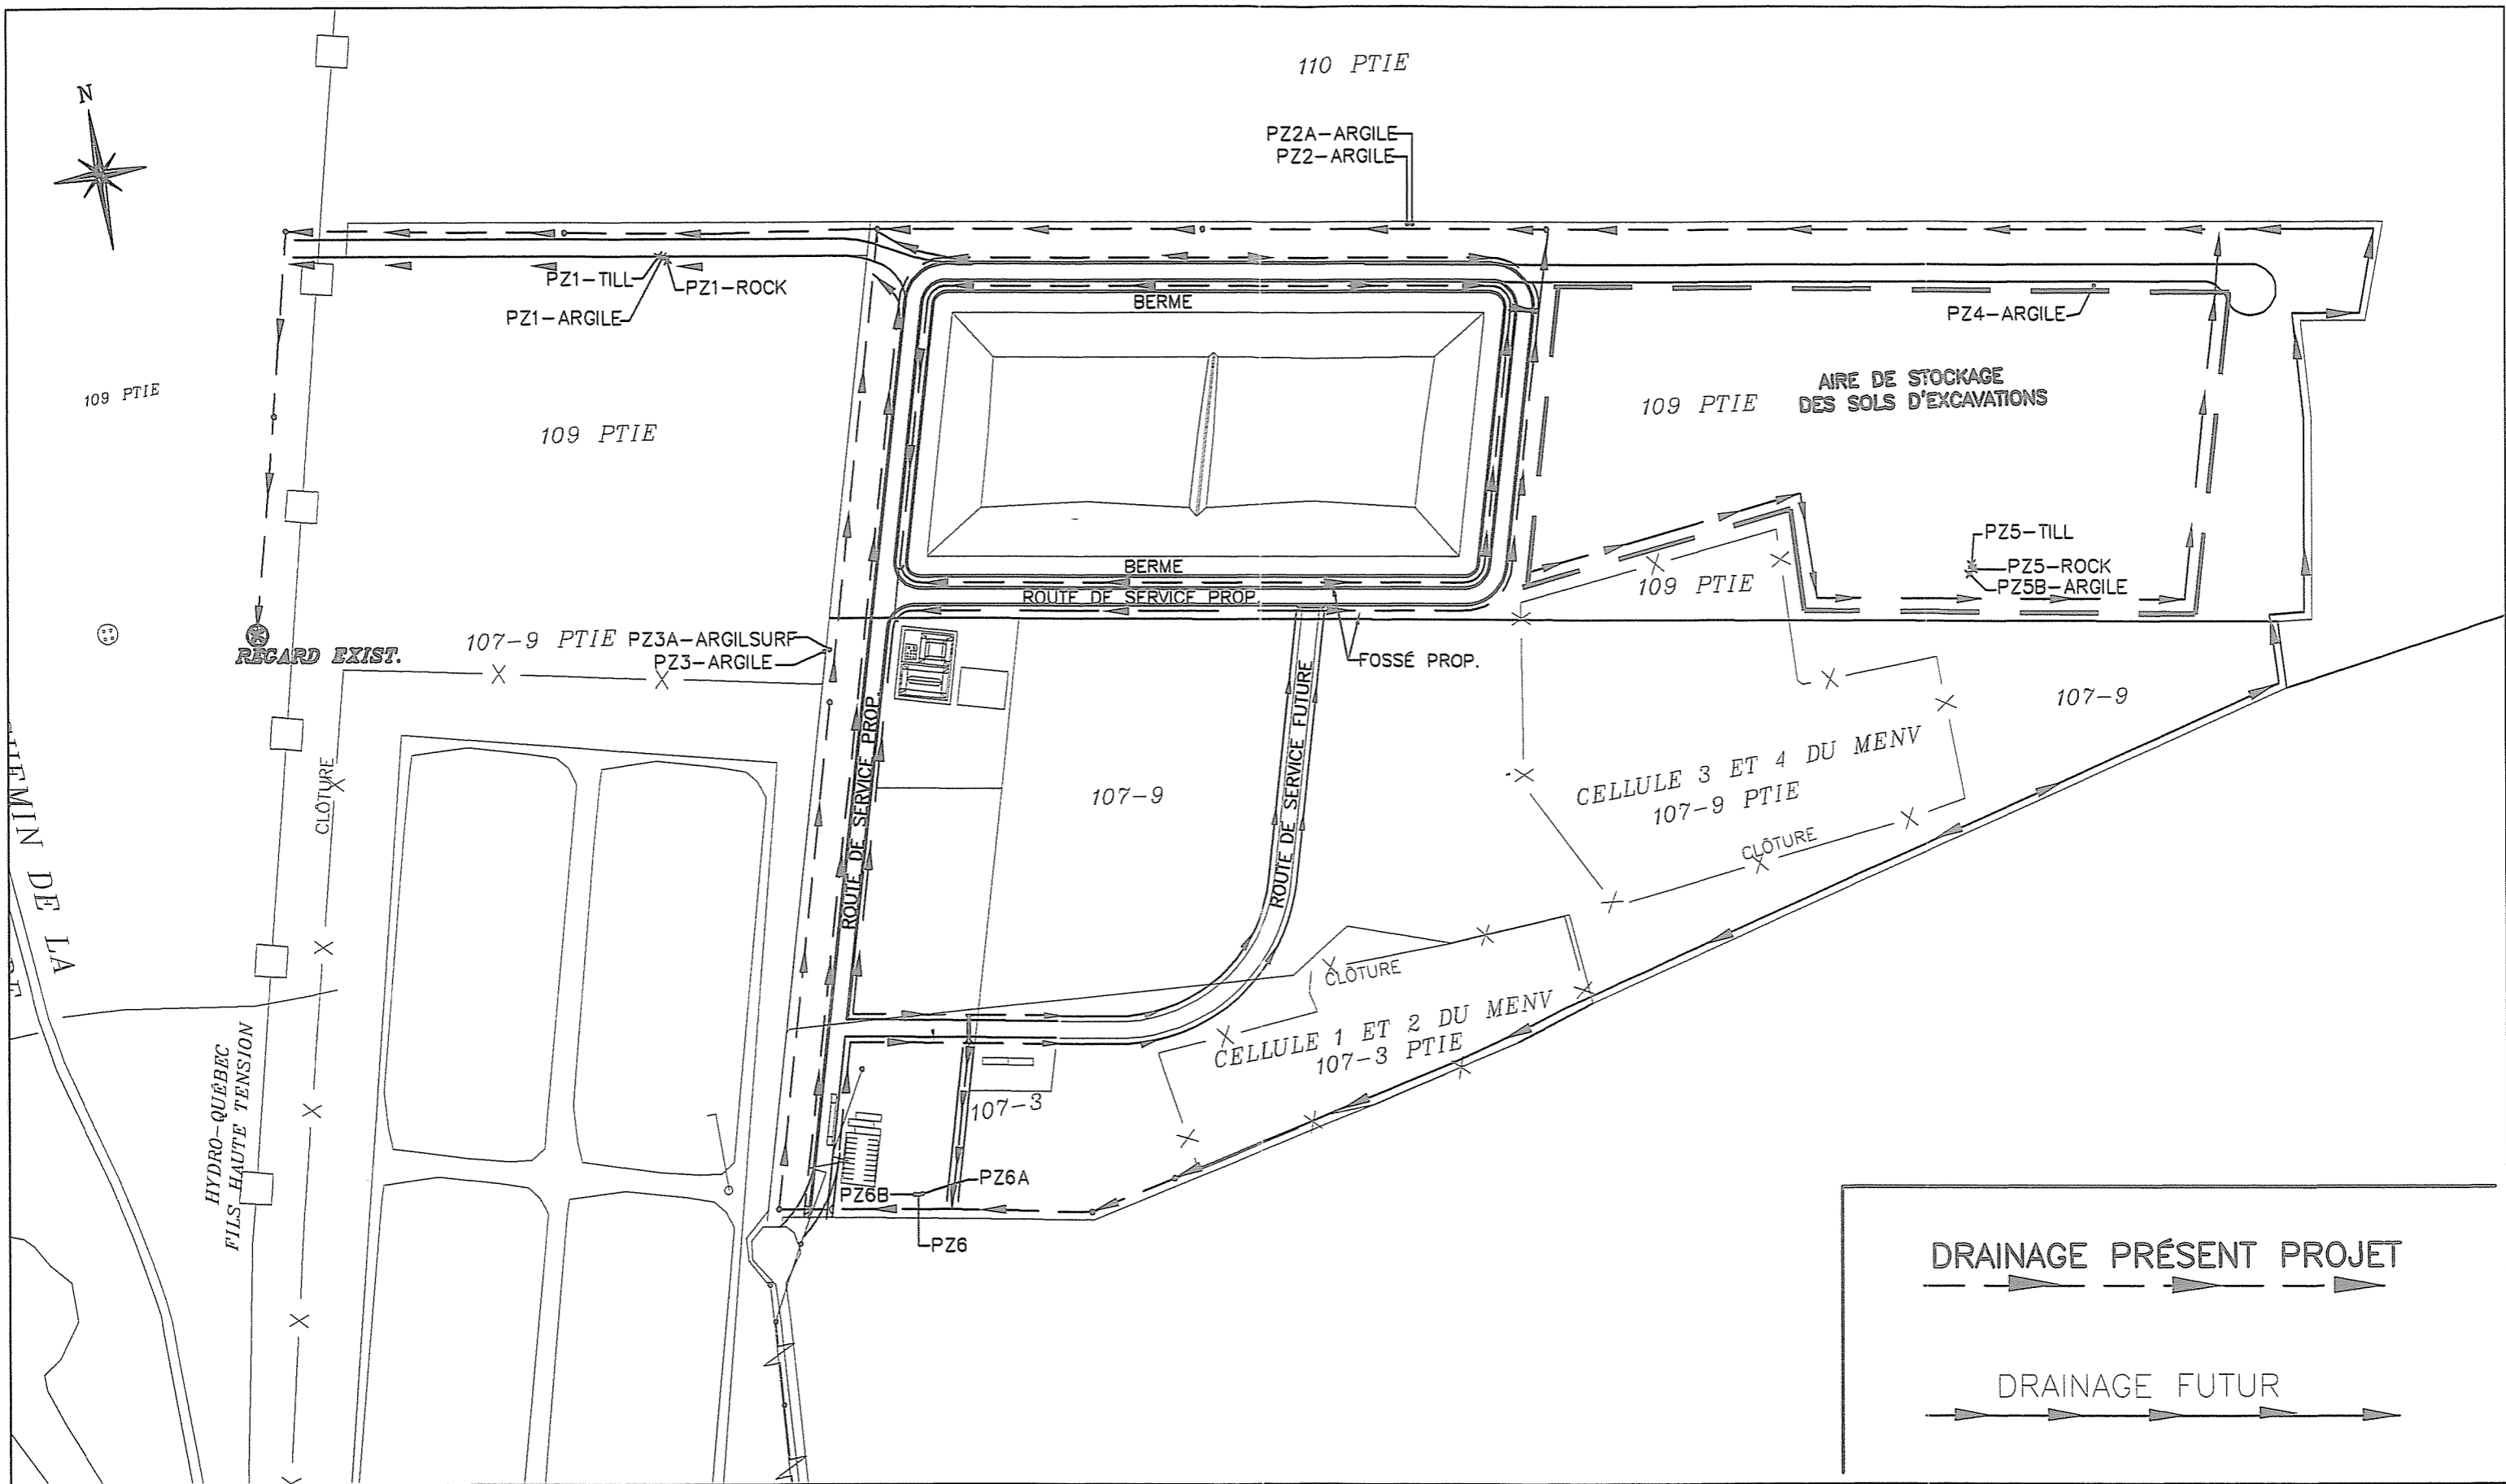 110 PTIE
N
PZ2A-ARGILE
PZ2-ARGILE
PZ1-TILL
PZ1-ROCK
PZ1-ARGILE
BERME
PZ4-ARGILE
109 PTIE
109 PTIE
109 PTIE
AIRE DE STOCKAGE
DES SOLS D'EXCAVATIONS
PZ5-TILL
PZ5-ROCK
PZ5B-ARGILE
109 PTIE
BERME
ROUTE DE SERVICE PROP.
REGARD EXIST.
107-9 PTIE
PZ3A-ARGILSURF
PZ3-ARGILE
FOSSÉ PROP.
107-9
ROUTE DE SERVICE PROP.
ROUTE DE SERVICE FUTURE
107-9
CELLULE 3 ET 4 DU MENV
107-9 PTIE
CLÔTURE
CLÔTURE
CLÔTURE
CELLULE 1 ET 2 DU MENV
107-3 PTIE
107-3
HEMIN DE LA
HYDRO-QUÉBEC
FILS HAUTE TENSION
PZ6B
PZ6A
PZ6
DRAINAGE PRÉSENT PROJET
DRAINAGE FUTUR